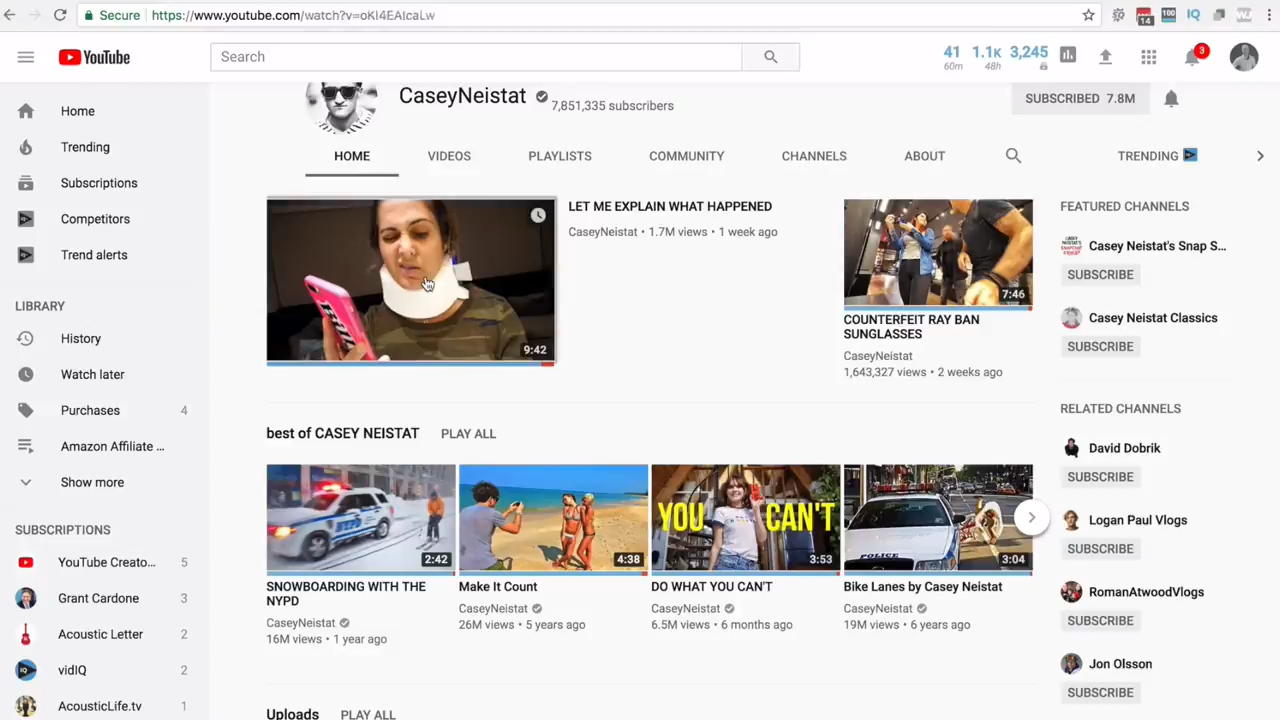 Secure https://www.youtube.com/watch?v=oKl4EAIcaLw
14 100 IQ
YouTube
Search
41 1.1K 3,245
60m 48h
3
Home
Trending
Subscriptions
Competitors
Trend alerts
LIBRARY
History
Watch later
Purchases 4
Amazon Affiliate ...
Show more
SUBSCRIPTIONS
YouTube Creato... 5
Grant Cardone 3
Acoustic Letter 2
vidIQ 2
AcousticLife.tv 1
CaseyNeistat 7,851,335 subscribers
SUBSCRIBED 7.8M
HOME VIDEOS PLAYLISTS COMMUNITY CHANNELS ABOUT TRENDING
9:42
LET ME EXPLAIN WHAT HAPPENED
CaseyNeistat • 1.7M views • 1 week ago
7:46
COUNTERFEIT RAY BAN
SUNGLASSES
CaseyNeistat
1,643,327 views • 2 weeks ago
best of CASEY NEISTAT PLAY ALL
2:42
SNOWBOARDING WITH THE
NYPD
CaseyNeistat
16M views • 1 year ago
4:38
Make It Count
CaseyNeistat
26M views • 5 years ago
YOU CAN'T
3:53
DO WHAT YOU CAN'T
CaseyNeistat
6.5M views • 6 months ago
POLICE
3:04
Bike Lanes by Casey Neistat
CaseyNeistat
19M views • 6 years ago
Uploads PLAY ALL
FEATURED CHANNELS
Casey Neistat's Snap S...
SUBSCRIBE
Casey Neistat Classics
SUBSCRIBE
RELATED CHANNELS
David Dobrik
SUBSCRIBE
Logan Paul Vlogs
SUBSCRIBE
RomanAtwoodVlogs
SUBSCRIBE
Jon Olsson
SUBSCRIBE